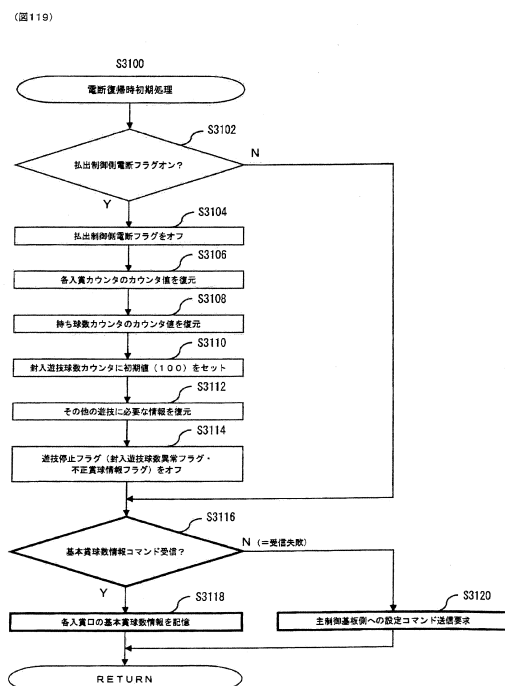 (図119)
S3100
電断復帰時初期処理
S3102
払出制御側電断フラグオン？
N
Y
S3104
払出制御側電断フラグをオフ
S3106
各入賞カウンタのカウンタ値を復元
S3108
持ち球数カウンタのカウンタ値を復元
S3110
封入遊技球数カウンタに初期値（１００）をセット
S3112
その他の遊技に必要な情報を復元
S3114
遊技停止フラグ（封入遊技球数異常フラグ・
不正賞球情報フラグ）をオフ
S3116
基本賞球数情報コマンド受信？
N （＝受信失敗）
Y
S3118
各入賞口の基本賞球数情報を記憶
S3120
主制御基板側への設定コマンド送信要求
RETURN